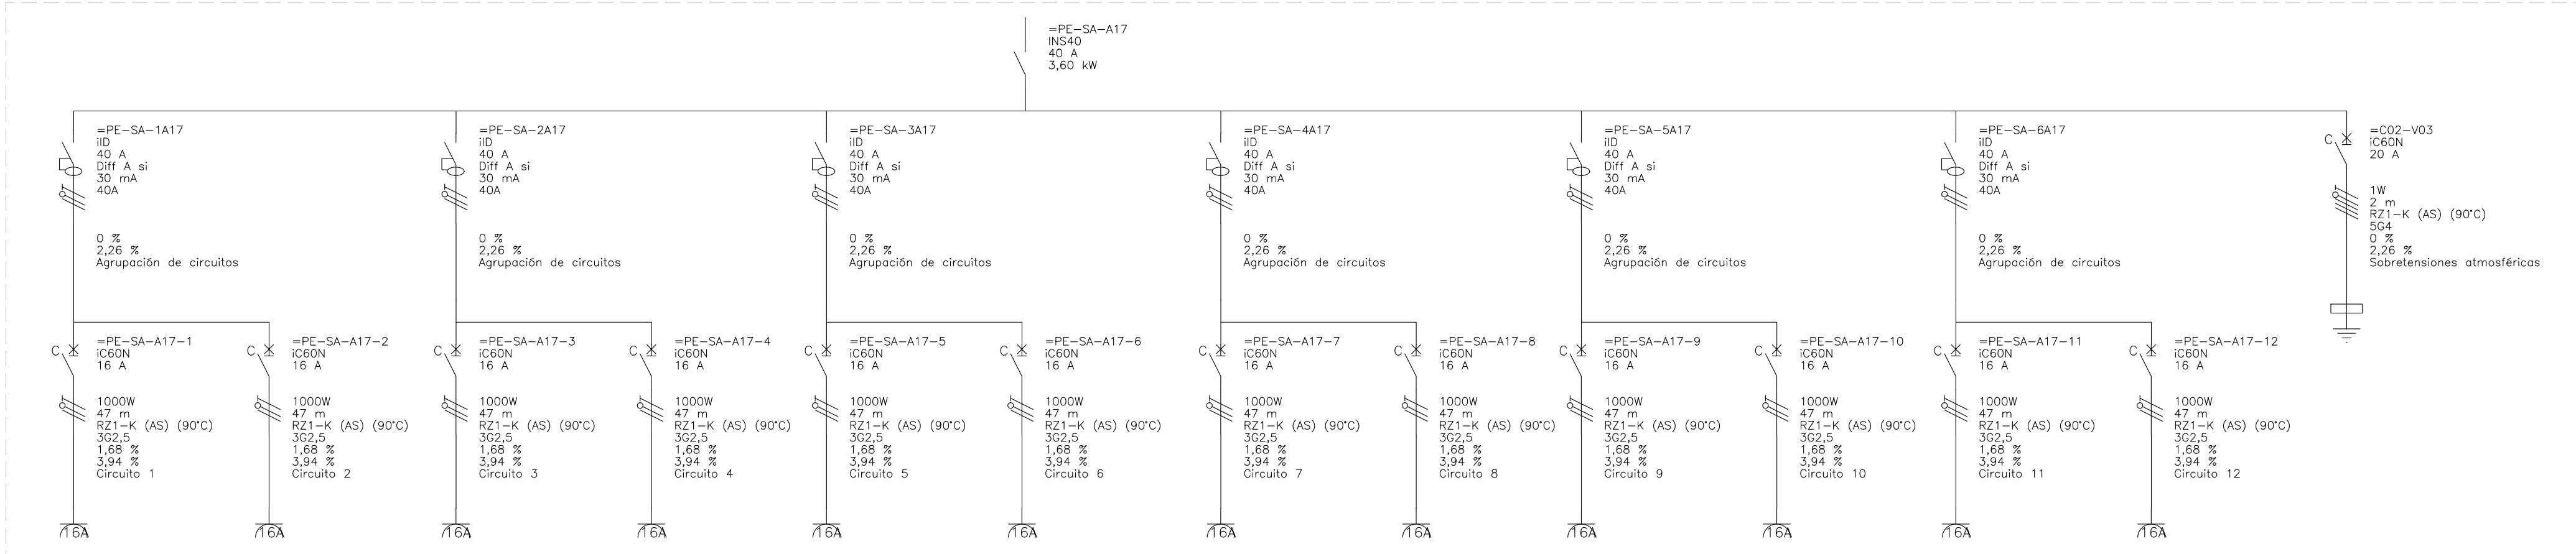 =PE-SA-A17
INS40
40 A
3,60 kW
=PE-SA-1A17
iID
40 A
Diff A si
30 mA
40A
0 %
2,26 %
Agrupación de circuitos
=PE-SA-2A17
iID
40 A
Diff A si
30 mA
40A
0 %
2,26 %
Agrupación de circuitos
=PE-SA-3A17
iID
40 A
Diff A si
30 mA
40A
0 %
2,26 %
Agrupación de circuitos
=PE-SA-4A17
iID
40 A
Diff A si
30 mA
40A
0 %
2,26 %
Agrupación de circuitos
=PE-SA-5A17
iID
40 A
Diff A si
30 mA
40A
0 %
2,26 %
Agrupación de circuitos
=PE-SA-6A17
iID
40 A
Diff A si
30 mA
40A
0 %
2,26 %
Agrupación de circuitos
C
=C02-V03
iC60N
20 A
1W
2 m
RZ1-K (AS) (90°C)
5G4
0 %
2,26 %
Sobretensiones atmosféricas
C
=PE-SA-A17-1
iC60N
16 A
1000W
47 m
RZ1-K (AS) (90°C)
3G2,5
1,68 %
3,94 %
Circuito 1
16A
C
=PE-SA-A17-2
iC60N
16 A
1000W
47 m
RZ1-K (AS) (90°C)
3G2,5
1,68 %
3,94 %
Circuito 2
16A
C
=PE-SA-A17-3
iC60N
16 A
1000W
47 m
RZ1-K (AS) (90°C)
3G2,5
1,68 %
3,94 %
Circuito 3
16A
C
=PE-SA-A17-4
iC60N
16 A
1000W
47 m
RZ1-K (AS) (90°C)
3G2,5
1,68 %
3,94 %
Circuito 4
16A
C
=PE-SA-A17-5
iC60N
16 A
1000W
47 m
RZ1-K (AS) (90°C)
3G2,5
1,68 %
3,94 %
Circuito 5
16A
C
=PE-SA-A17-6
iC60N
16 A
1000W
47 m
RZ1-K (AS) (90°C)
3G2,5
1,68 %
3,94 %
Circuito 6
16A
C
=PE-SA-A17-7
iC60N
16 A
1000W
47 m
RZ1-K (AS) (90°C)
3G2,5
1,68 %
3,94 %
Circuito 7
16A
C
=PE-SA-A17-8
iC60N
16 A
1000W
47 m
RZ1-K (AS) (90°C)
3G2,5
1,68 %
3,94 %
Circuito 8
16A
C
=PE-SA-A17-9
iC60N
16 A
1000W
47 m
RZ1-K (AS) (90°C)
3G2,5
1,68 %
3,94 %
Circuito 9
16A
C
=PE-SA-A17-10
iC60N
16 A
1000W
47 m
RZ1-K (AS) (90°C)
3G2,5
1,68 %
3,94 %
Circuito 10
16A
C
=PE-SA-A17-11
iC60N
16 A
1000W
47 m
RZ1-K (AS) (90°C)
3G2,5
1,68 %
3,94 %
Circuito 11
16A
C
=PE-SA-A17-12
iC60N
16 A
1000W
47 m
RZ1-K (AS) (90°C)
3G2,5
1,68 %
3,94 %
Circuito 12
16A